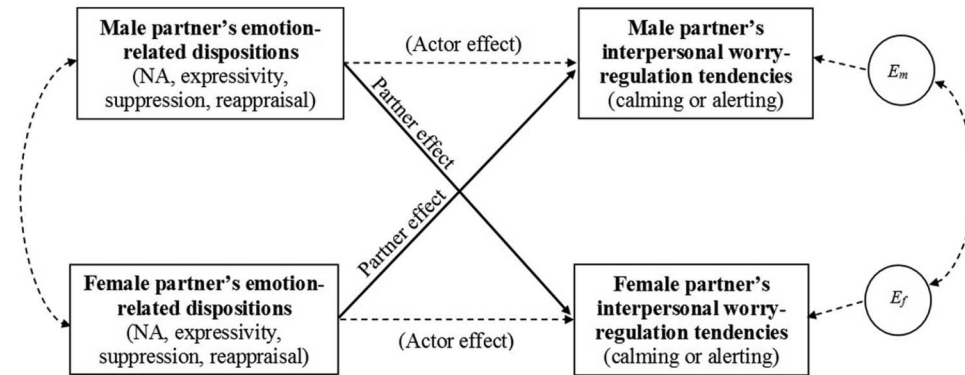 Male partner's emotion-
related dispositions
(NA, expressivity,
suppression, reappraisal)
(Actor effect)
Male partner's
interpersonal worry-
regulation tendencies
(calming or alerting)
Em
Partner effect
Partner effect
Female partner's emotion-
related dispositions
(NA, expressivity,
suppression, reappraisal)
(Actor effect)
Female partner's
interpersonal worry-
regulation tendencies
(calming or alerting)
Ef